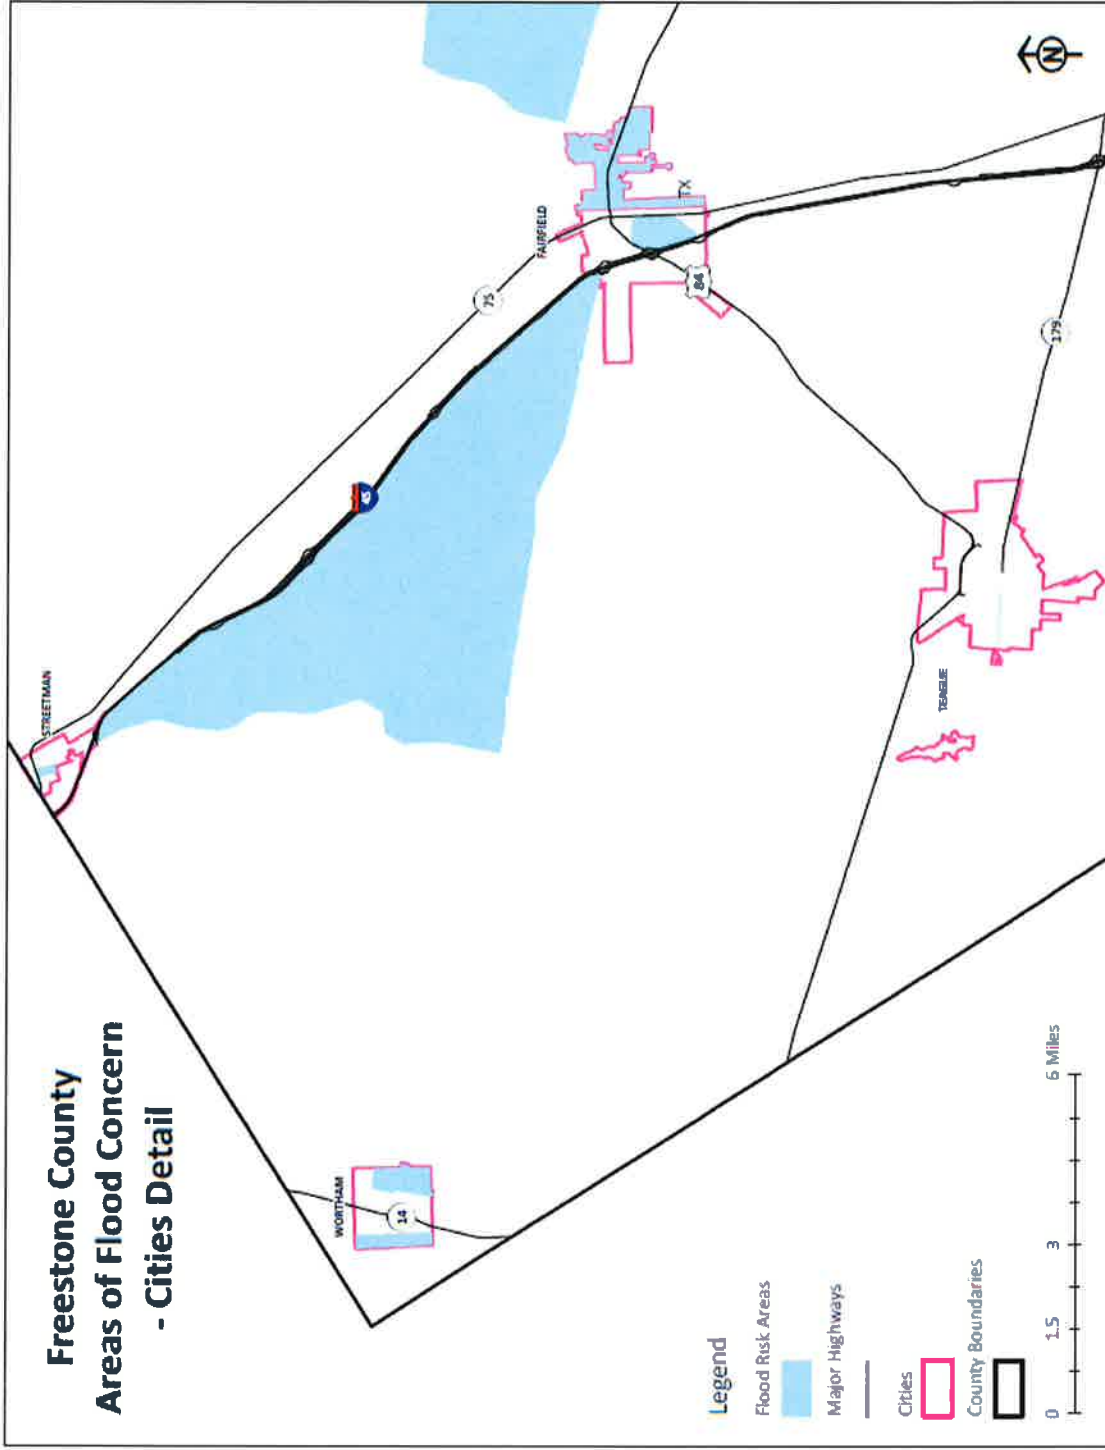 Freestone County
Areas of Flood Concern
- Cities Detail
STREETMAN
WORTHAM
14
45
75
FAIRFIELD
TX
84
TEAGUE
179
N
Legend
Flood Risk Areas
Major Highways
Cities
County Boundaries
0 1.5 3 6 Miles